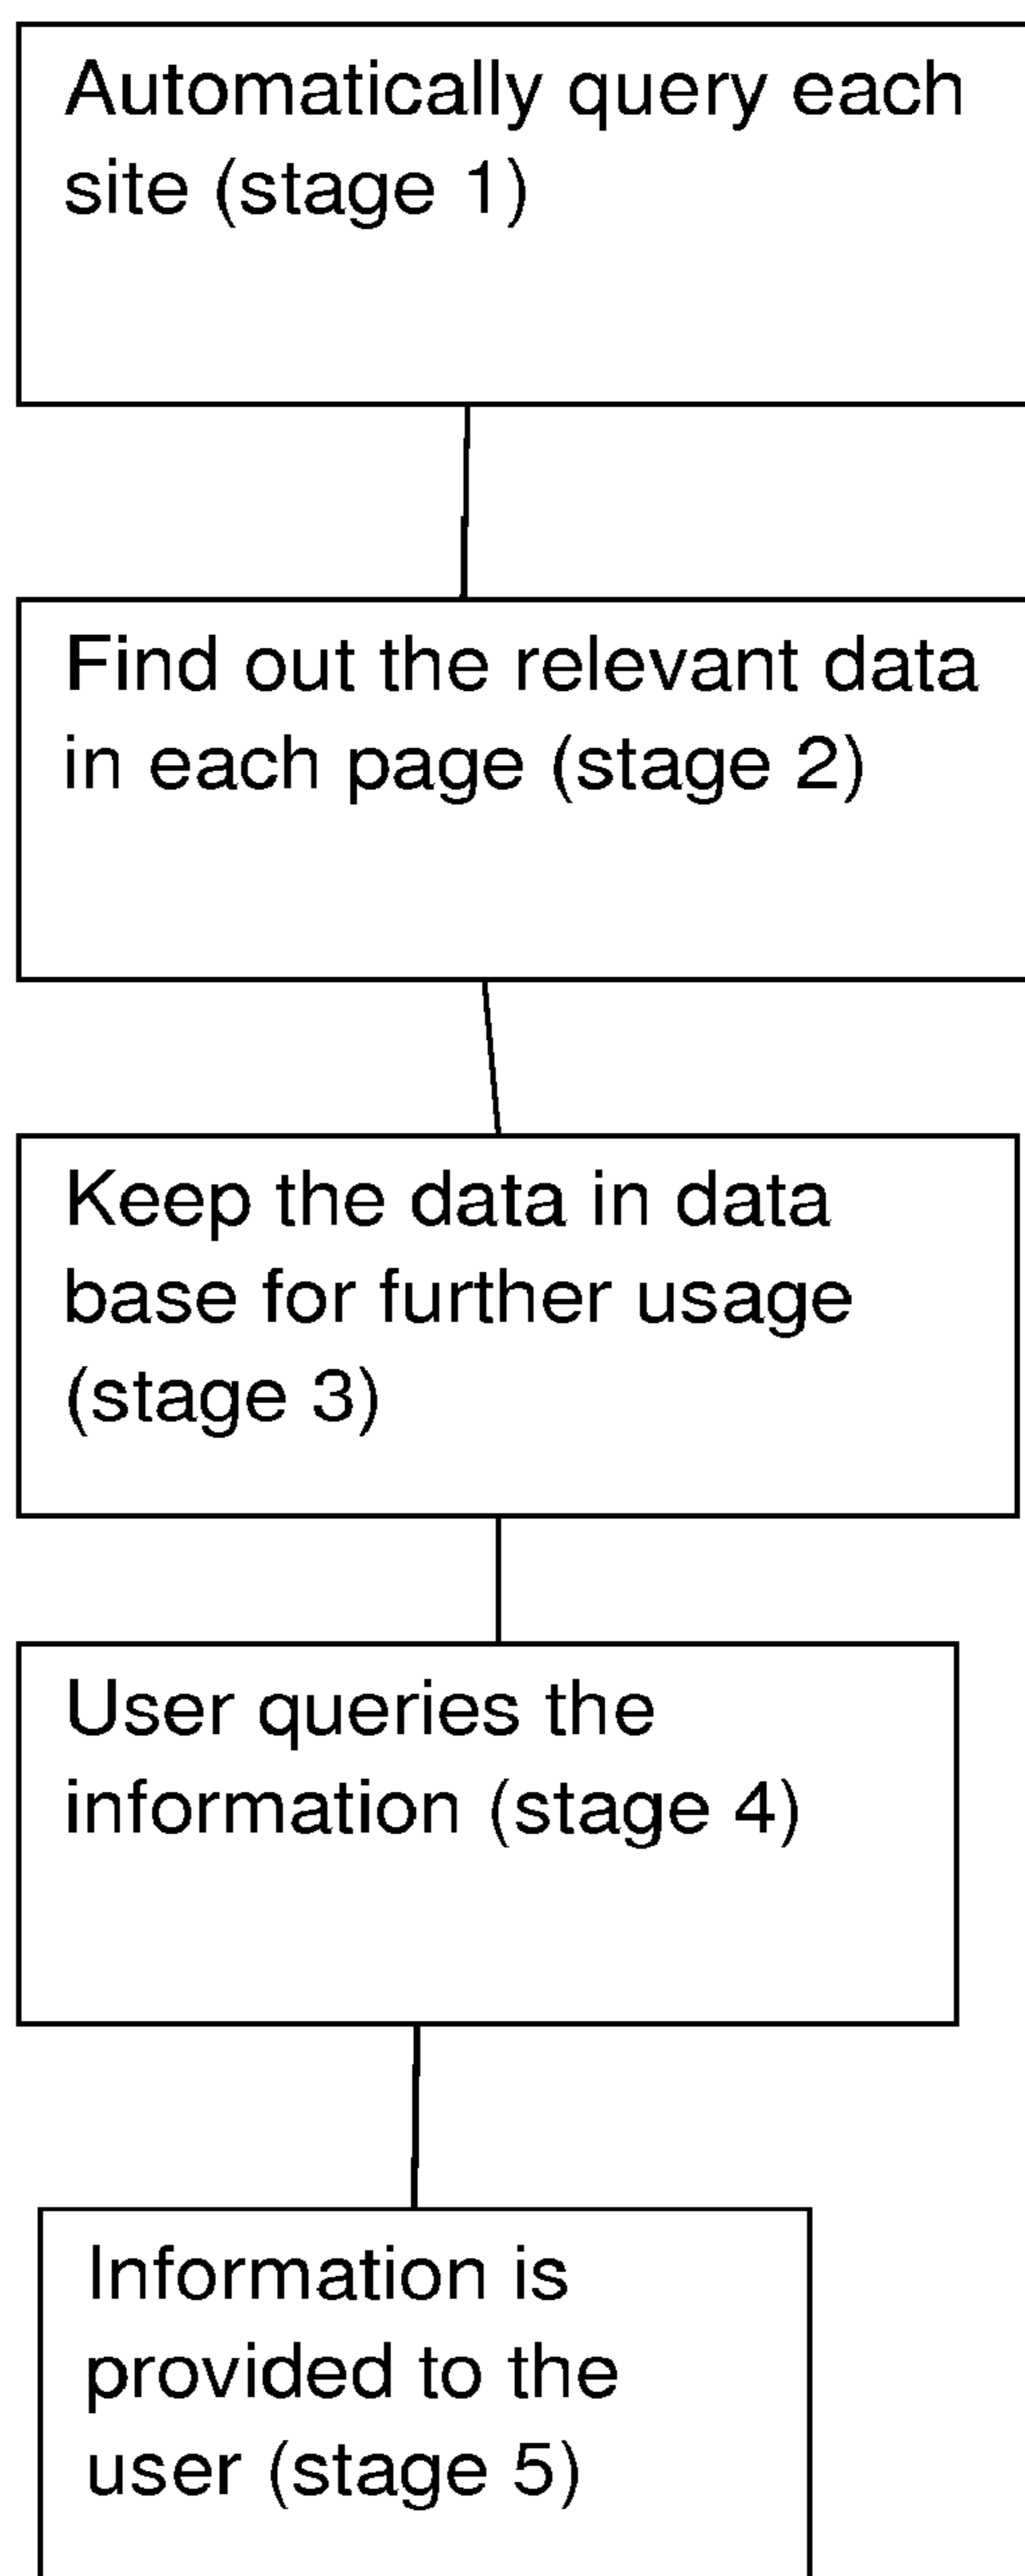 Automatically query each
site (stage 1)
Find out the relevant data
in each page (stage 2)
Keep the data in data
base for further usage
(stage 3)
User queries the
information (stage 4)
Information is
provided to the
user (stage 5)